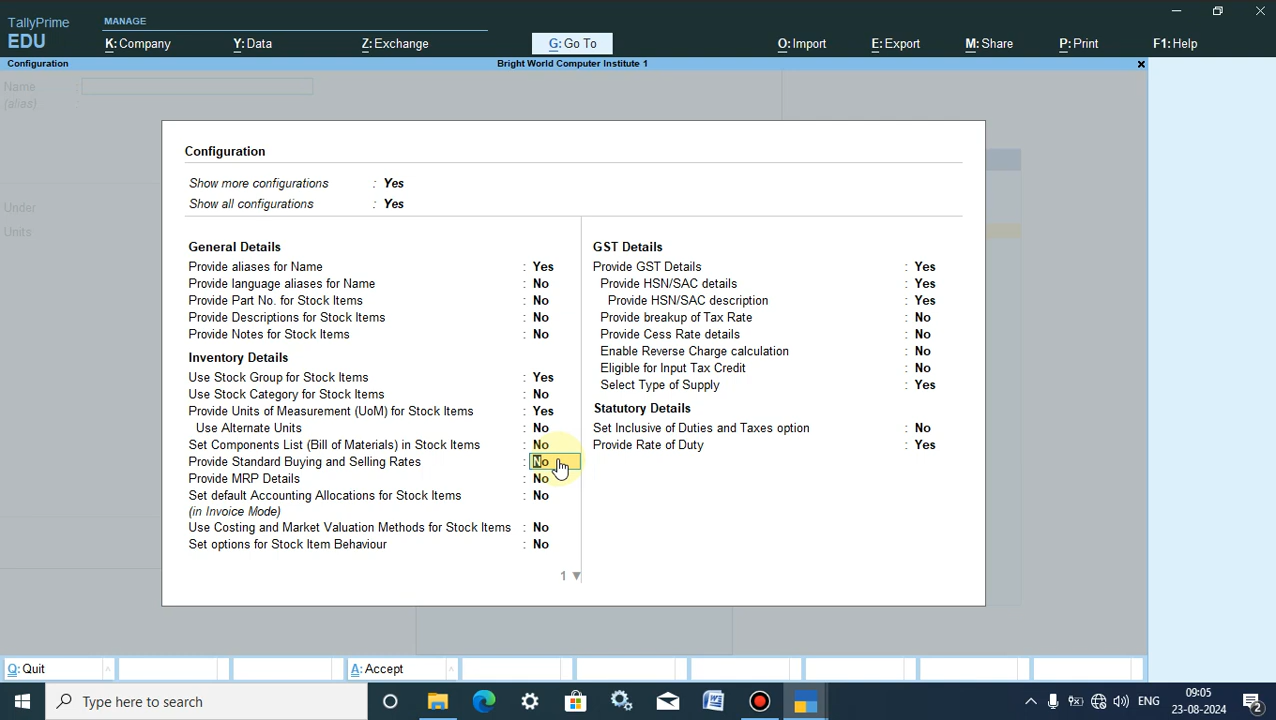 TallyPrime
EDU
MANAGE
K: Company
Y: Data
Z: Exchange
G: Go To
O: Import
E: Export
M: Share
P: Print
F1: Help
Configuration
Bright World Computer Institute 1
Name
(alias)
Under
Units
Configuration
Show more configurations : Yes
Show all configurations : Yes
General Details
Provide aliases for Name : Yes
Provide language aliases for Name : No
Provide Part No. for Stock Items : No
Provide Descriptions for Stock Items : No
Provide Notes for Stock Items : No
Inventory Details
Use Stock Group for Stock Items : Yes
Use Stock Category for Stock Items : No
Provide Units of Measurement (UoM) for Stock Items : Yes
Use Alternate Units : No
Set Components List (Bill of Materials) in Stock Items : No
Provide Standard Buying and Selling Rates : No
Provide MRP Details : No
Set default Accounting Allocations for Stock Items : No
(in Invoice Mode)
Use Costing and Market Valuation Methods for Stock Items : No
Set options for Stock Item Behaviour : No
1 ▼
GST Details
Provide GST Details : Yes
Provide HSN/SAC details : Yes
Provide HSN/SAC description : Yes
Provide breakup of Tax Rate : No
Provide Cess Rate details : No
Enable Reverse Charge calculation : No
Eligible for Input Tax Credit : No
Select Type of Supply : Yes
Statutory Details
Set Inclusive of Duties and Taxes option : No
Provide Rate of Duty : Yes
Q: Quit
A: Accept
Type here to search
ENG
09:05
23-08-2024
2